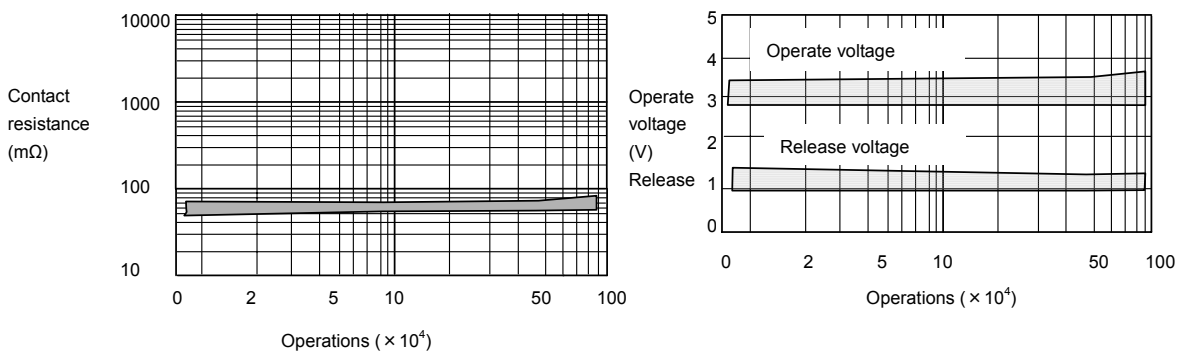 10000
1000
100
10
Contact
resistance
(mΩ)
0 2 5 10 50 100
Operations ( × 10⁴)
5
4
3
2
1
0
Operate
voltage
(V)
Release
Operate voltage
Release voltage
0 2 5 10 50 100
Operations ( × 10⁴)